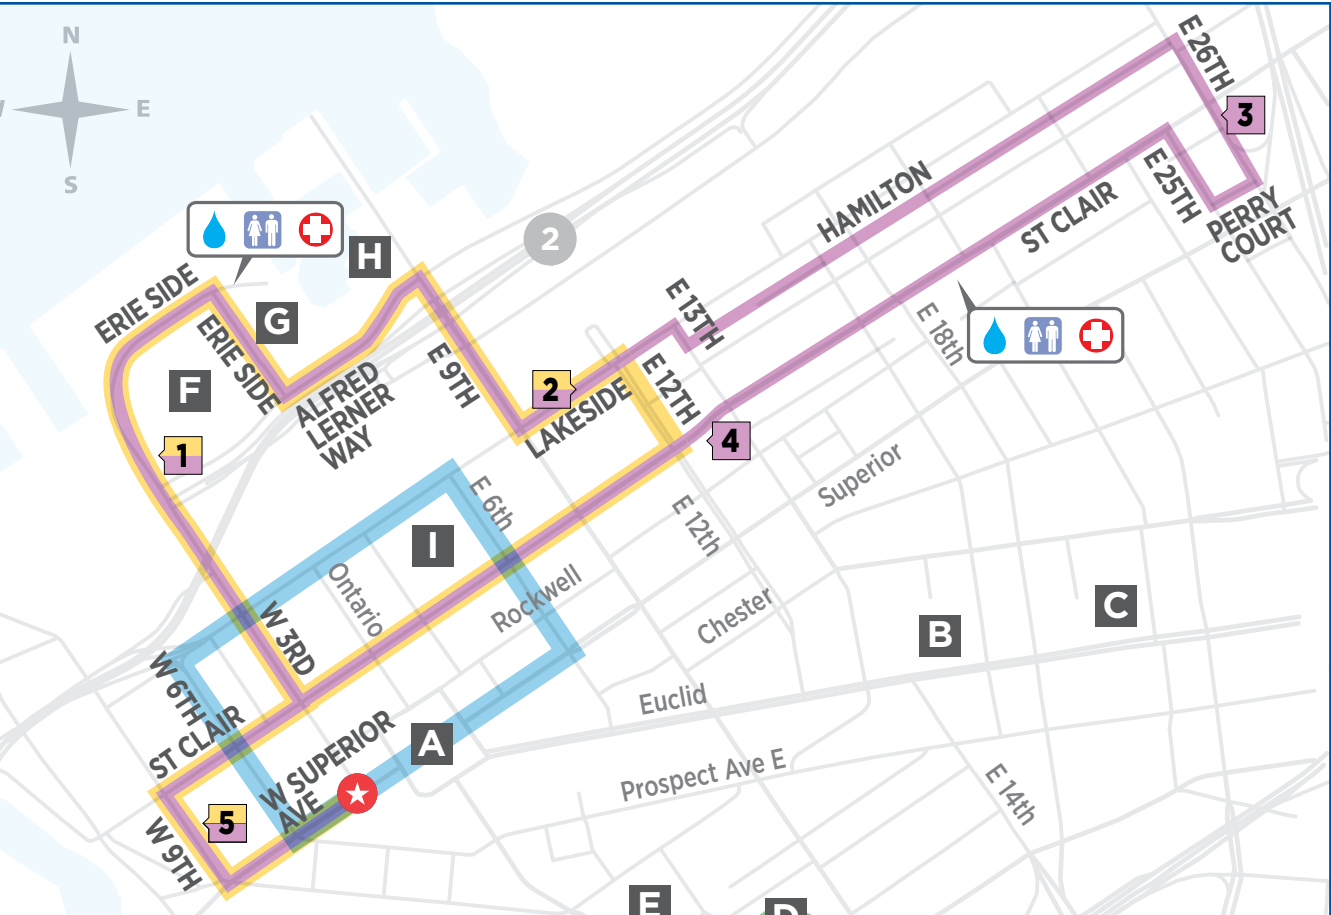 N
E
S
E 26TH
3
E 25TH
PERRY
COURT
HAMILTON
ST CLAIR
2
H
ERIE SIDE
G
ERIE SIDE
F
ALFRED
LERNER
WAY
E 9TH
E 13TH
E 12TH
2
LAKESIDE
E 18th
1
4
Superior
E 6th
E 12th
I
Ontario
Rockwell
Chester
C
B
W 3RD
W 6TH
ST CLAIR
Euclid
A
W SUPERIOR
AVE
Prospect Ave E
E 14th
5
W 9TH
E
D